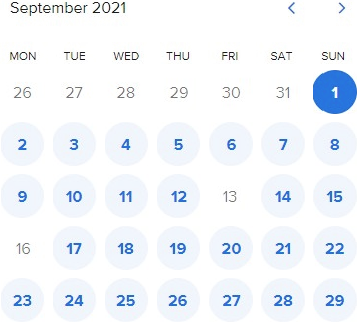 September 2021
MON TUE WED THU FRI SAT SUN
26 27 28 29 30 31 1
2 3 4 5 6 7 8
9 10 11 12 13 14 15
16 17 18 19 20 21 22
23 24 25 26 27 28 29